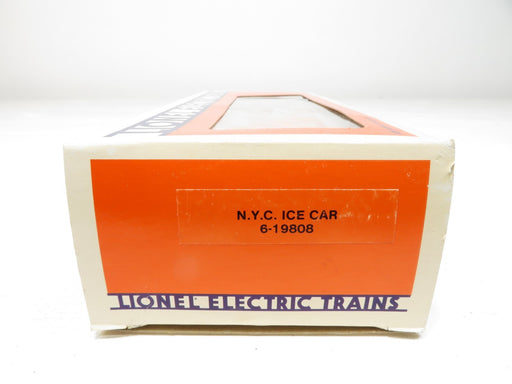 N.Y.C. ICE CAR
6-19808
LIONEL ELECTRIC TRAINS